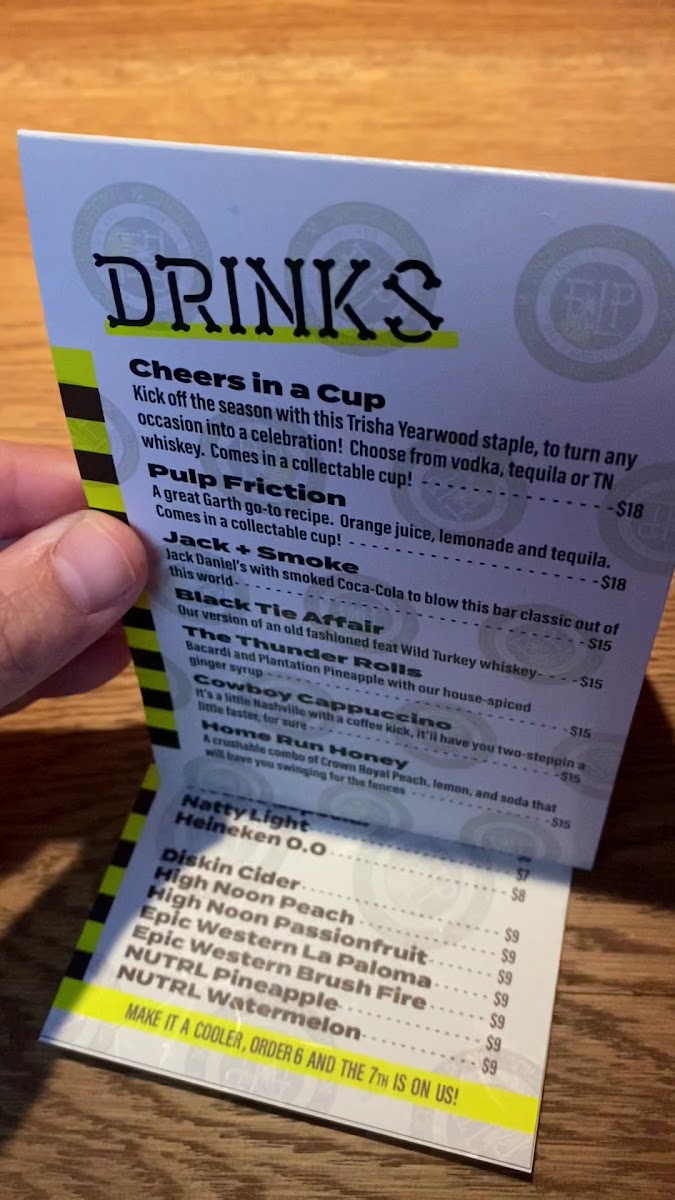 DRINKS
Cheers in a Cup
Kick off the season with this Trisha Yearwood staple, to turn any
occasion into a celebration! Choose from vodka, tequila or TN
whiskey. Comes in a collectable cup! - - - - - - - - - - - - - - - -$18
Pulp Friction
A great Garth go-to recipe. Orange juice, lemonade and tequila.
Comes in a collectable cup! - - - - - - - - - - - - - - - - - - -$18
Jack + Smoke
Jack Daniel's with smoked Coca-Cola to blow this bar classic out of
this world- - - - - - - - - - - - - - - - - - - - - - - - - - -$15
Black Tie Affair
Our version of an old fashioned feat Wild Turkey whiskey- - - - -$15
The Thunder Rolls
Bacardi and Plantation Pineapple with our house-spiced
ginger syrup - - - - - - - - - - - - - - - - - - - - - - - -$15
Cowboy Cappuccino
It's a little Nashville with a coffee kick, it'll have you two-steppin a
little faster, for sure - - - - - - - - - - - - - - - - - - - -$15
Home Run Honey
A crushable combo of Crown Royal Peach, lemon, and soda that
will have you swinging for the fences - - - - - - - - - - - -$15
Natty Light $7
Heineken 0.0 $8
Diskin Cider $9
High Noon Peach $9
High Noon Passionfruit $9
Epic Western La Paloma $9
Epic Western Brush Fire $9
NUTRL Pineapple $9
NUTRL Watermelon $9
MAKE IT A COOLER, ORDER 6 AND THE 7TH IS ON US!